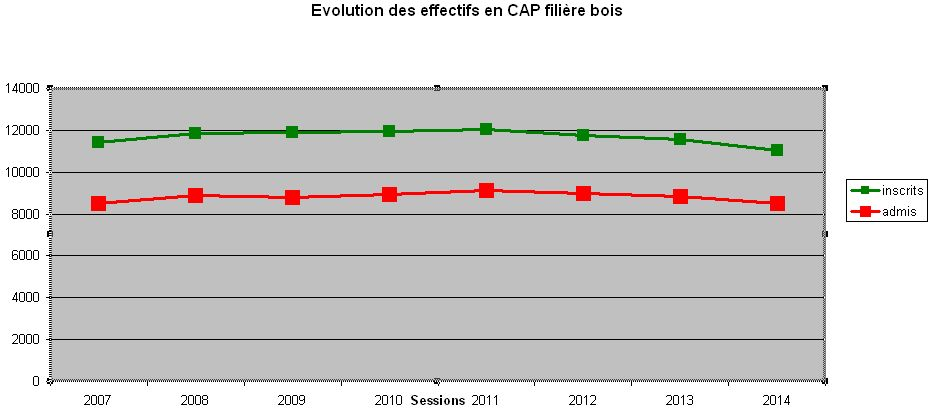 Evolution des effectifs en CAP filière bois
14000
12000
10000
8000
6000
4000
2000
0
2007 2008 2009 2010 Sessions 2011 2012 2013 2014
inscrits
admis